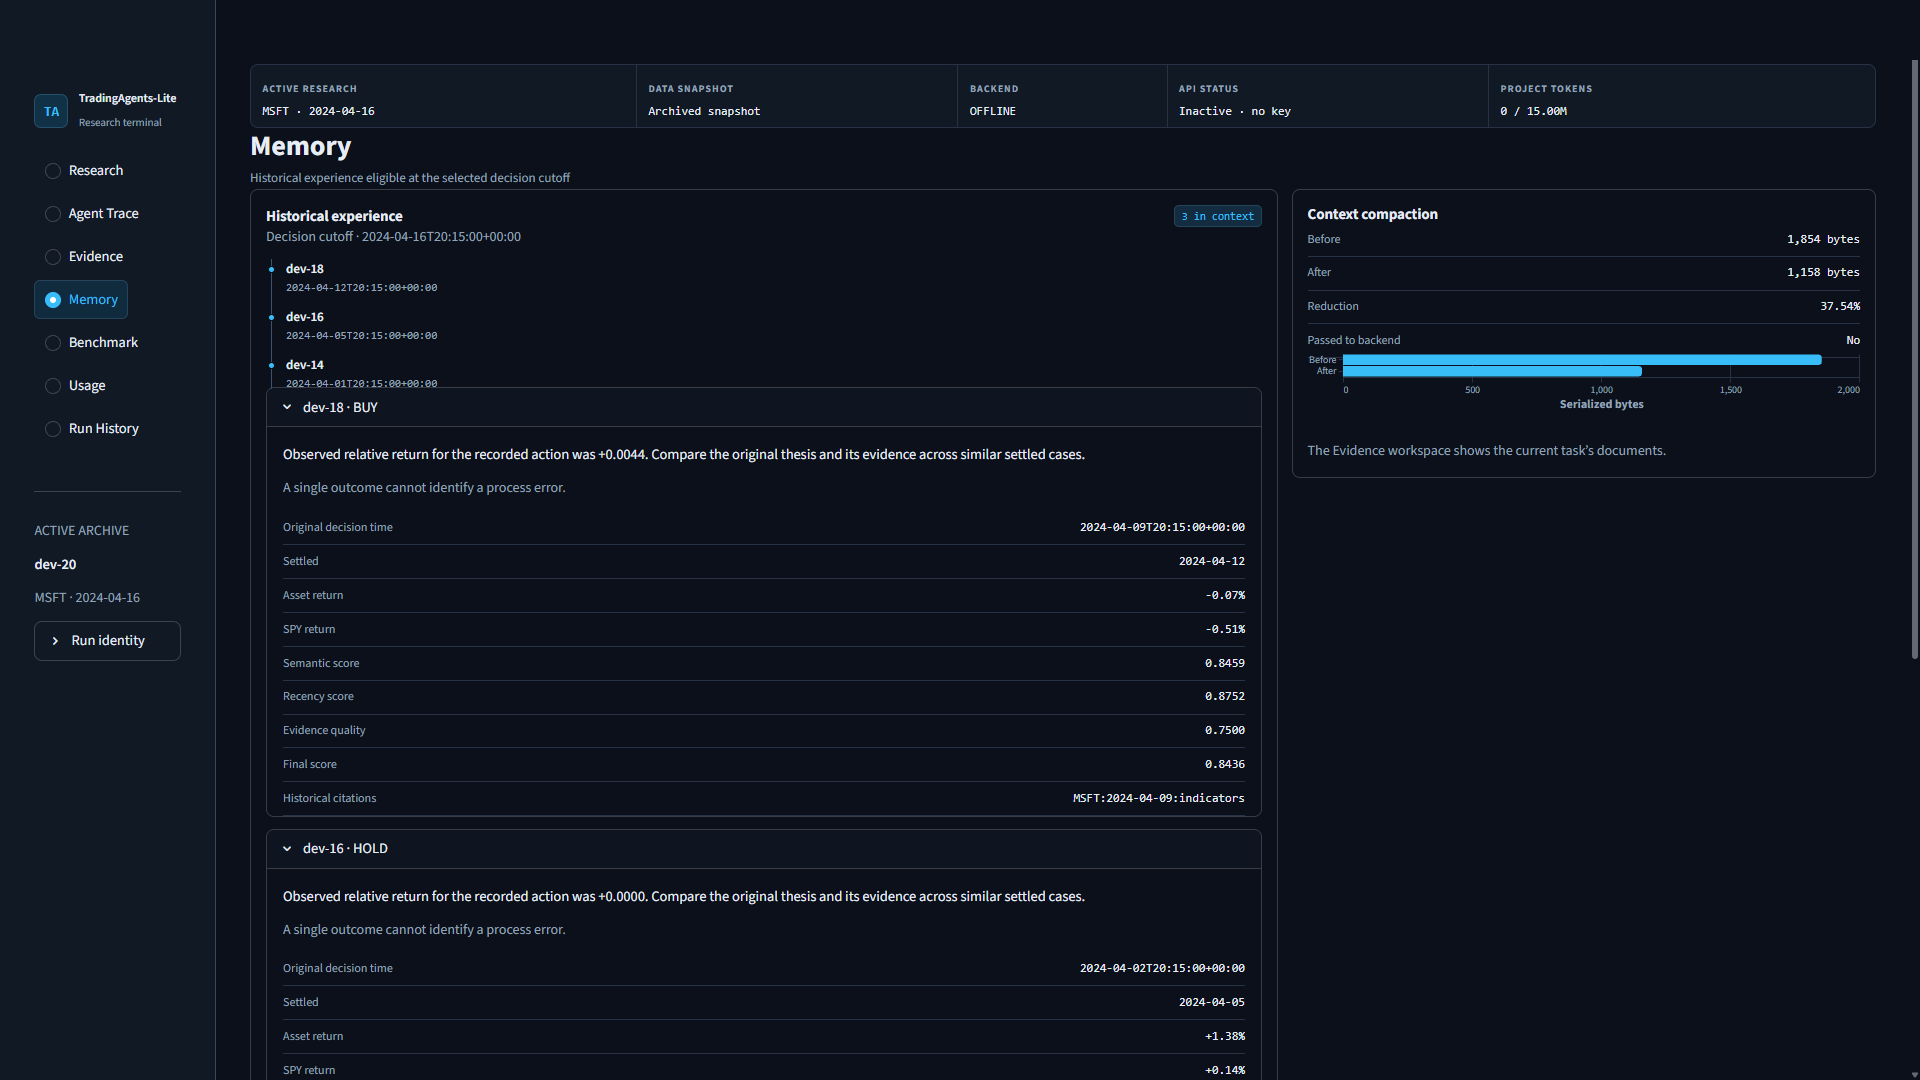 TA
TradingAgents-Lite
Research terminal
Research
Agent Trace
Evidence
Memory
Benchmark
Usage
Run History
ACTIVE ARCHIVE
dev-20
MSFT · 2024-04-16
Run identity
ACTIVE RESEARCH
MSFT · 2024-04-16
DATA SNAPSHOT
Archived snapshot
BACKEND
OFFLINE
API STATUS
Inactive · no key
PROJECT TOKENS
0 / 15.00M
Memory
Historical experience eligible at the selected decision cutoff
Historical experience
3 in context
Decision cutoff · 2024-04-16T20:15:00+00:00
dev-18
2024-04-12T20:15:00+00:00
dev-16
2024-04-05T20:15:00+00:00
dev-14
2024-04-01T20:15:00+00:00
dev-18 · BUY
Observed relative return for the recorded action was +0.0044. Compare the original thesis and its evidence across similar settled cases.
A single outcome cannot identify a process error.
Original decision time 2024-04-09T20:15:00+00:00
Settled 2024-04-12
Asset return -0.07%
SPY return -0.51%
Semantic score 0.8459
Recency score 0.8752
Evidence quality 0.7500
Final score 0.8436
Historical citations MSFT:2024-04-09:indicators
dev-16 · HOLD
Observed relative return for the recorded action was +0.0000. Compare the original thesis and its evidence across similar settled cases.
A single outcome cannot identify a process error.
Original decision time 2024-04-02T20:15:00+00:00
Settled 2024-04-05
Asset return +1.38%
SPY return +0.14%
Context compaction
Before 1,854 bytes
After 1,158 bytes
Reduction 37.54%
Passed to backend No
Before
After
0 500 1,000 1,500 2,000
Serialized bytes
The Evidence workspace shows the current task's documents.